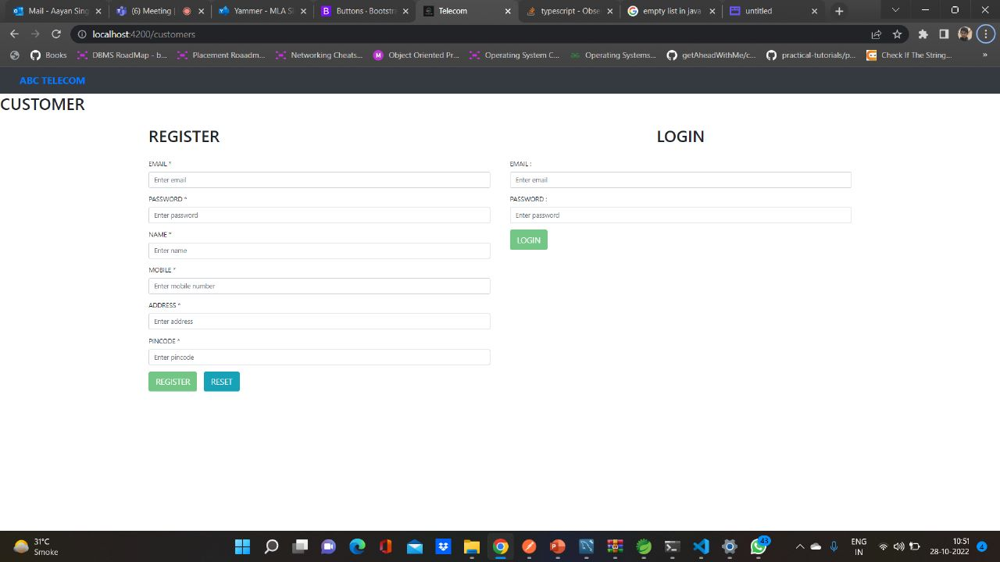 Mail - Aayan Sing
(6) Meeting |
Yammer - MLA Si
Buttons · Bootstra
Telecom
typescript - Obse
empty list in java
untitled
localhost:4200/customers
Books
DBMS RoadMap - b...
Placement Roaadm...
Networking Cheats...
Object Oriented Pr...
Operating System C...
Operating Systems...
getAheadWithMe/c...
practical-tutorials/p...
Check If The String...
»
ABC TELECOM
CUSTOMER
REGISTER
EMAIL *
Enter email
PASSWORD *
Enter password
NAME *
Enter name
MOBILE *
Enter mobile number
ADDRESS *
Enter address
PINCODE *
Enter pincode
REGISTER
RESET
LOGIN
EMAIL :
Enter email
PASSWORD :
Enter password
LOGIN
31°C
Smoke
43
ENG
IN
10:51
28-10-2022
4